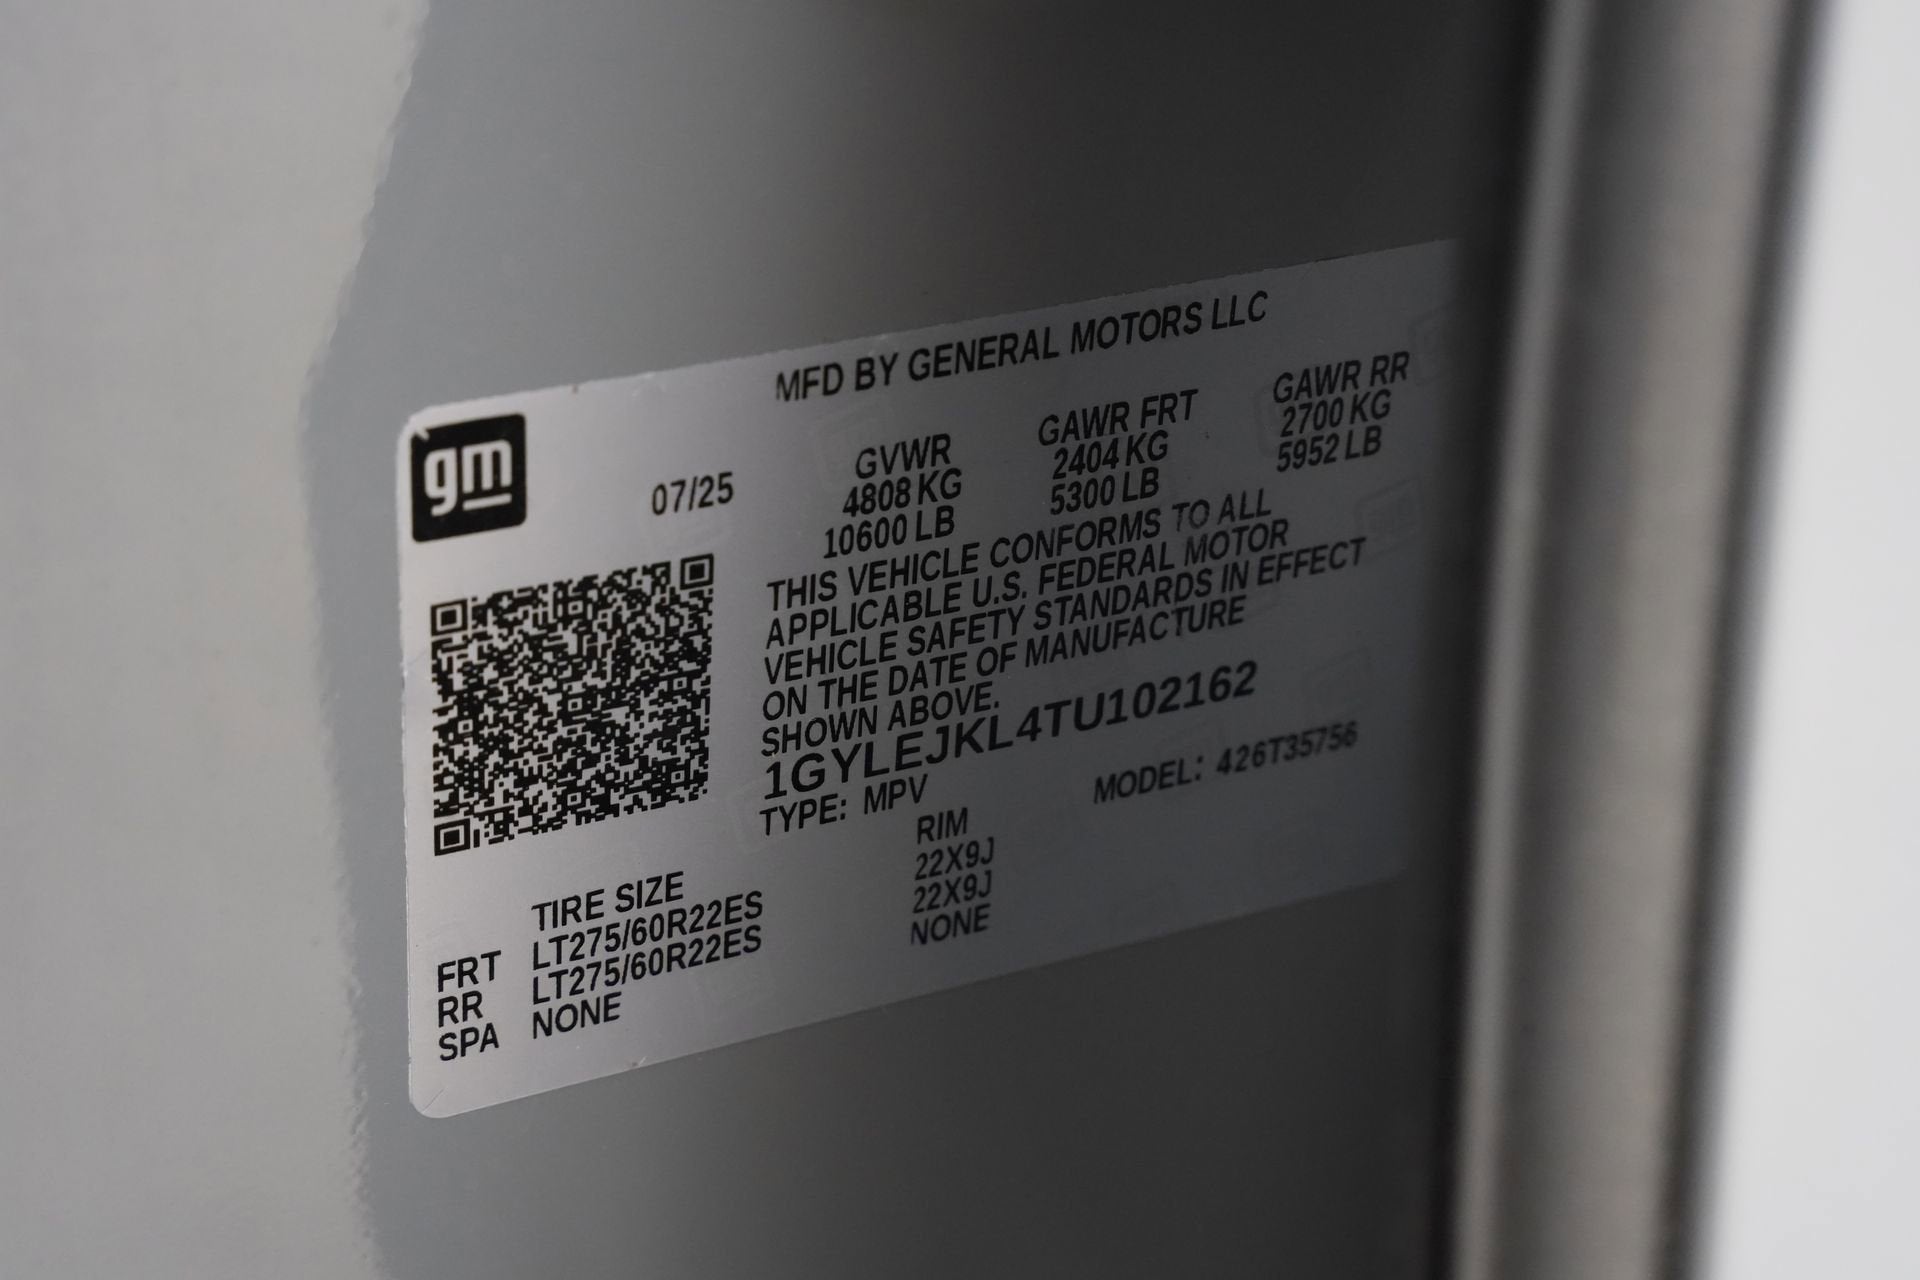 MFD BY GENERAL MOTORS LLC
gm
07/25
GVWR GAWR FRT GAWR RR
4808 KG 2404 KG 2700 KG
10600 LB 5300 LB 5952 LB
THIS VEHICLE CONFORMS TO ALL
APPLICABLE U.S. FEDERAL MOTOR
VEHICLE SAFETY STANDARDS IN EFFECT
ON THE DATE OF MANUFACTURE
SHOWN ABOVE.
1GYLEJKL4TU102162
TYPE: MPV MODEL: 426T35756
TIRE SIZE RIM
FRT LT275/60R22ES 22X9J
RR LT275/60R22ES 22X9J
SPA NONE NONE